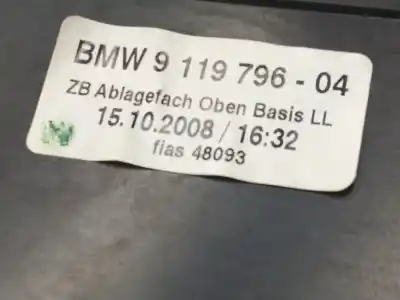 BMW 9 119 796 - 04
ZB Ablagefach Oben Basis LL
15.10.2008 / 16:32
fias 48093